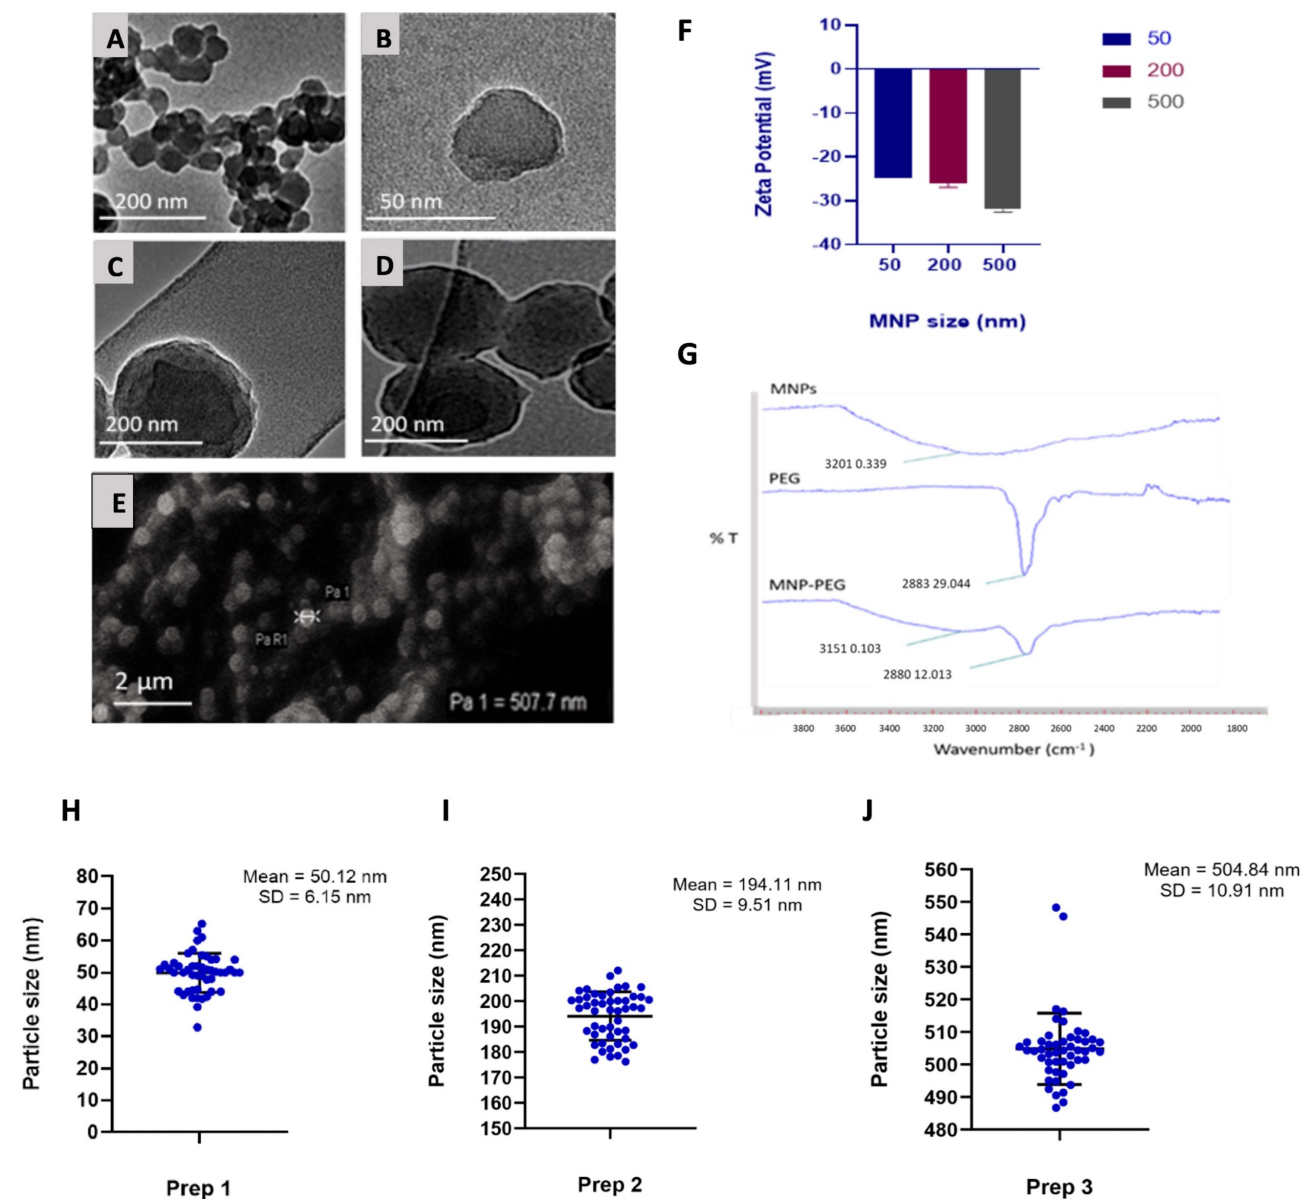 A
200 nm
B
50 nm
C
200 nm
D
200 nm
E
Pa 1
Pa R1
2 µm
Pa 1 = 507.7 nm
F
Zeta Potential (mV)
10
0
-10
-20
-30
-40
50 200 500
MNP size (nm)
50
200
500
G
MNPs
3201 0.339
PEG
% T
2883 29.044
MNP-PEG
3151 0.103
2880 12.013
3800 3600 3400 3200 3000 2800 2600 2400 2200 2000 1800
Wavenumber (cm⁻¹ )
H
Mean = 50.12 nm
SD = 6.15 nm
Particle size (nm)
80
70
60
50
40
30
20
10
0
Prep 1
I
Mean = 194.11 nm
SD = 9.51 nm
Particle size (nm)
250
240
230
220
210
200
190
180
170
160
150
Prep 2
J
Mean = 504.84 nm
SD = 10.91 nm
Particle size (nm)
560
550
540
530
520
510
500
490
480
Prep 3